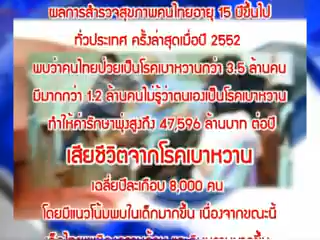 ผลการสำรวจสุขภาพคนไทยอายุ 15 ปีขึ้นไป
ทั่วประเทศ ครั้งล่าสุดเมื่อปี 2552
พบว่าคนไทยป่วยเป็นโรคเบาหวานกว่า 3.5 ล้านคน
มีมากกว่า 1.2 ล้านคนไม่รู้ว่าตนเองเป็นโรคเบาหวาน
ทำให้ค่ารักษาพุ่งสูงถึง 47,596 ล้านบาท ต่อปี
เสียชีวิตจากโรคเบาหวาน
เฉลี่ยปีละเกือบ 8,000 คน
โดยมีแนวโน้มพบในเด็กมากขึ้น เนื่องจากขณะนี้